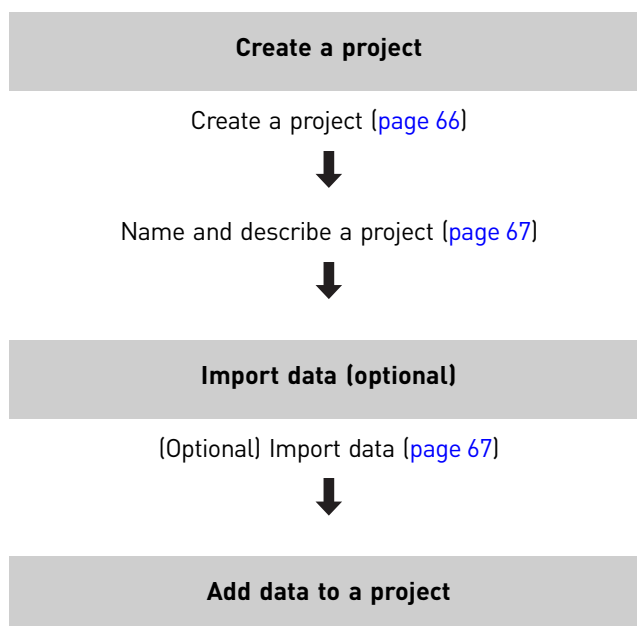 Create a project
Create a project (page 66)
Name and describe a project (page 67)
Import data (optional)
(Optional) Import data (page 67)
Add data to a project